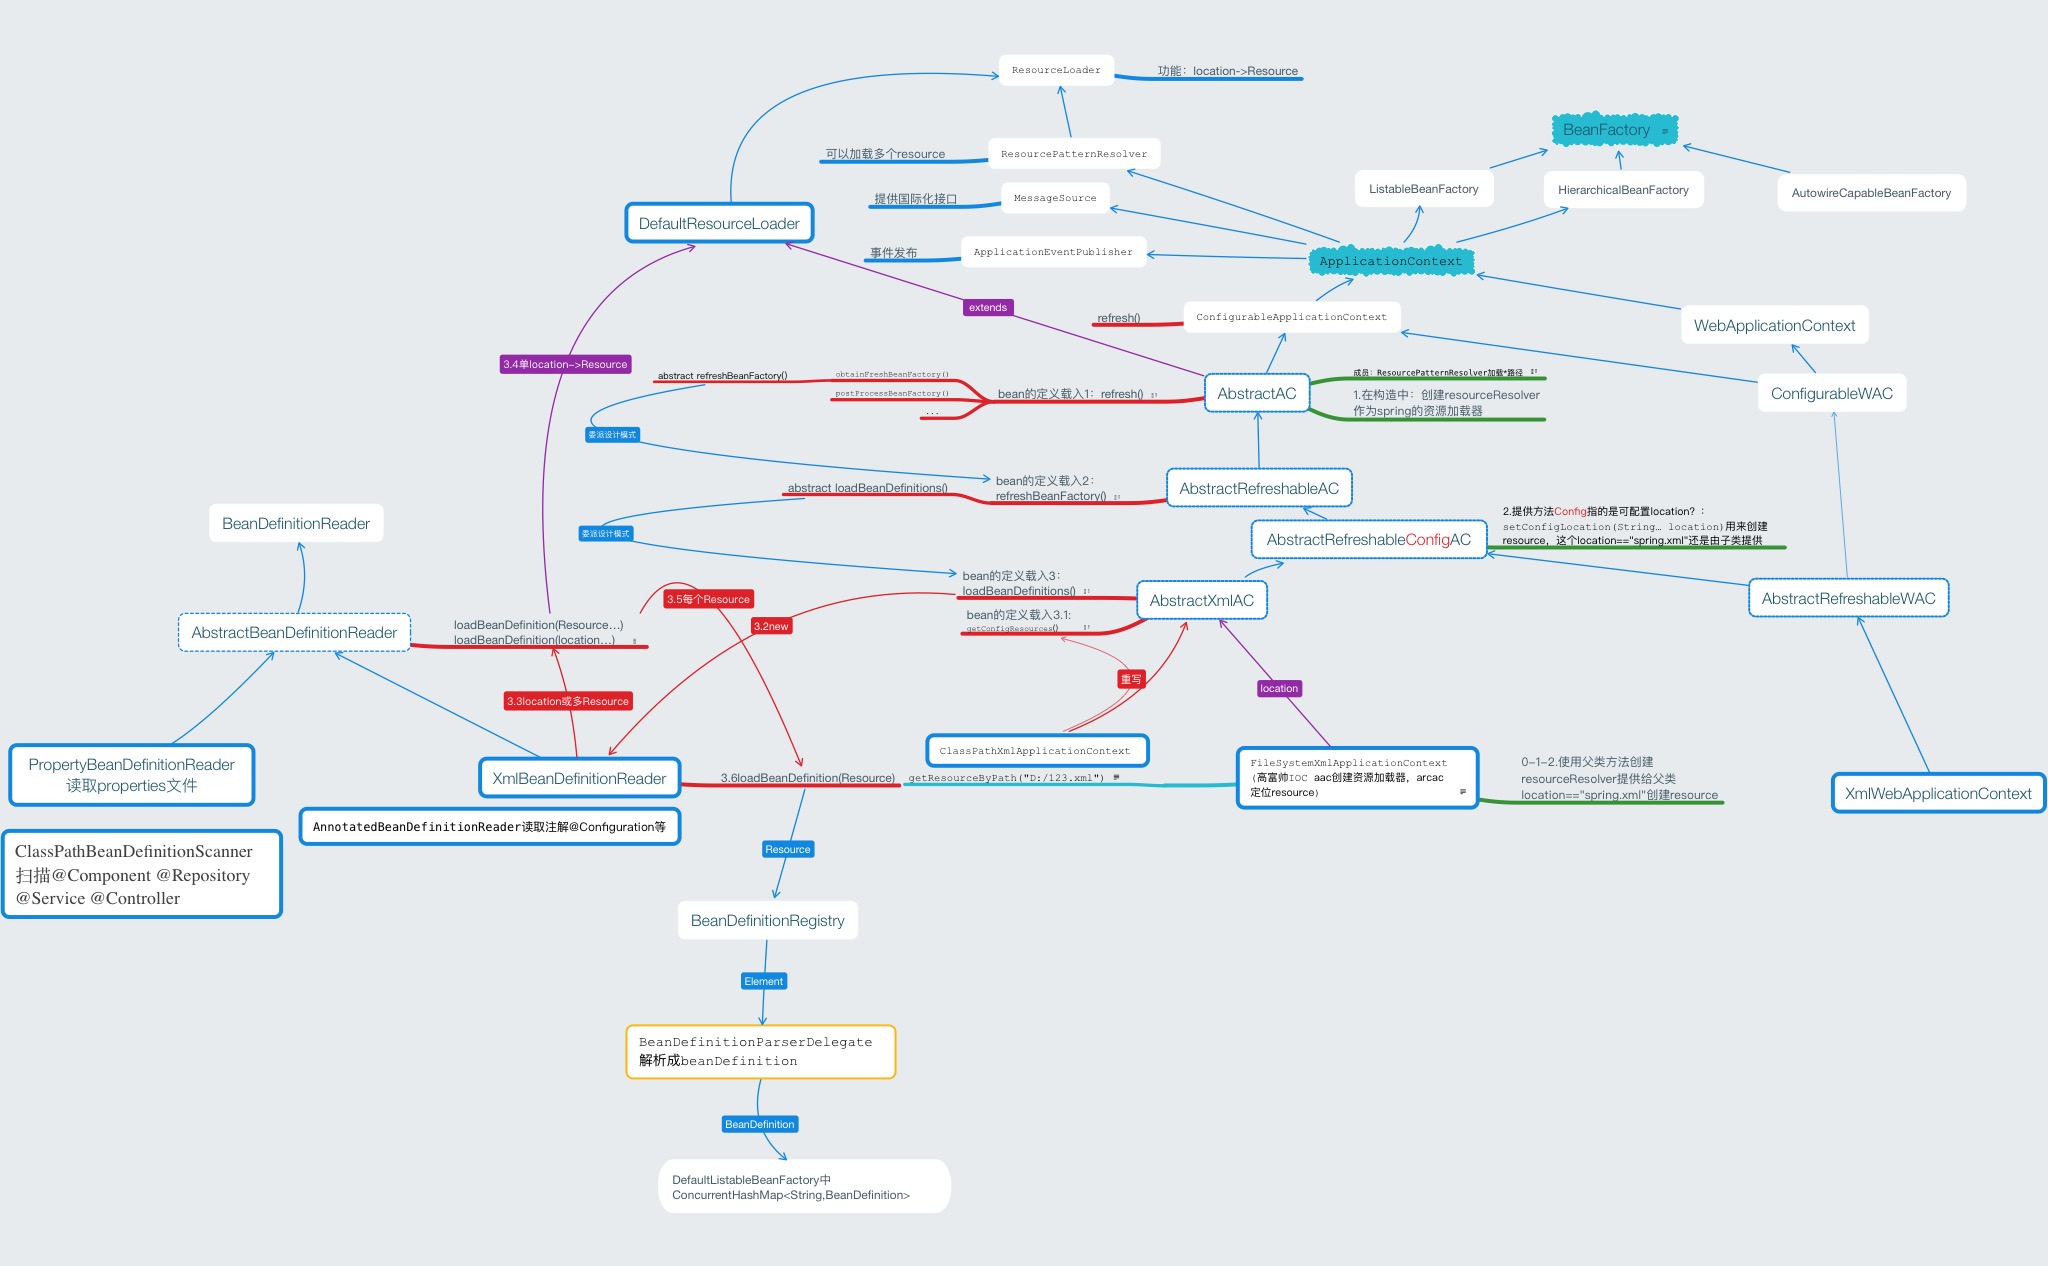 ResourceLoader
功能：location->Resource
BeanFactory
可以加载多个resource
ResourcePatternResolver
ListableBeanFactory
HierarchicalBeanFactory
AutowireCapableBeanFactory
提供国际化接口
MessageSource
DefaultResourceLoader
事件发布
ApplicationEventPublisher
ApplicationContext
extends
refresh()
ConfigurableApplicationContext
WebApplicationContext
3.4单location->Resource
abstract refreshBeanFactory()
obtainFreshBeanFactory()
postProcessBeanFactory()
...
bean的定义载入1：refresh()
AbstractAC
成员：ResourcePatternResolver加载*路径
1.在构造中：创建resourceResolver
作为spring的资源加载器
ConfigurableWAC
委派设计模式
bean的定义载入2：
refreshBeanFactory()
abstract loadBeanDefinitions()
AbstractRefreshableAC
BeanDefinitionReader
委派设计模式
AbstractRefreshableConfigAC
2.提供方法Config指的是可配置location？：
setConfigLocation(String… location)用来创建
resource，这个location=="spring.xml"还是由子类提供
bean的定义载入3：
loadBeanDefinitions()
bean的定义载入3.1:
getConfigResources()
AbstractXmlAC
AbstractRefreshableWAC
3.5每个Resource
3.2new
AbstractBeanDefinitionReader
loadBeanDefinition(Resource...)
loadBeanDefinition(location...)
重写
location
3.3location或多Resource
PropertyBeanDefinitionReader
读取properties文件
XmlBeanDefinitionReader
3.6loadBeanDefinition(Resource)
ClassPathXmlApplicationContext
getResourceByPath("D:/123.xml")
FileSystemXmlApplicationContext
(高富帅IOC aac创建资源加载器，arcac
定位resource)
0-1-2.使用父类方法创建
resourceResolver提供给父类
location=="spring.xml"创建resource
XmlWebApplicationContext
AnnotatedBeanDefinitionReader读取注解@Configuration等
ClassPathBeanDefinitionScanner
扫描@Component @Repository
@Service @Controller
Resource
BeanDefinitionRegistry
Element
BeanDefinitionParserDelegate
解析成beanDefinition
BeanDefinition
DefaultListableBeanFactory中
ConcurrentHashMap<String,BeanDefinition>